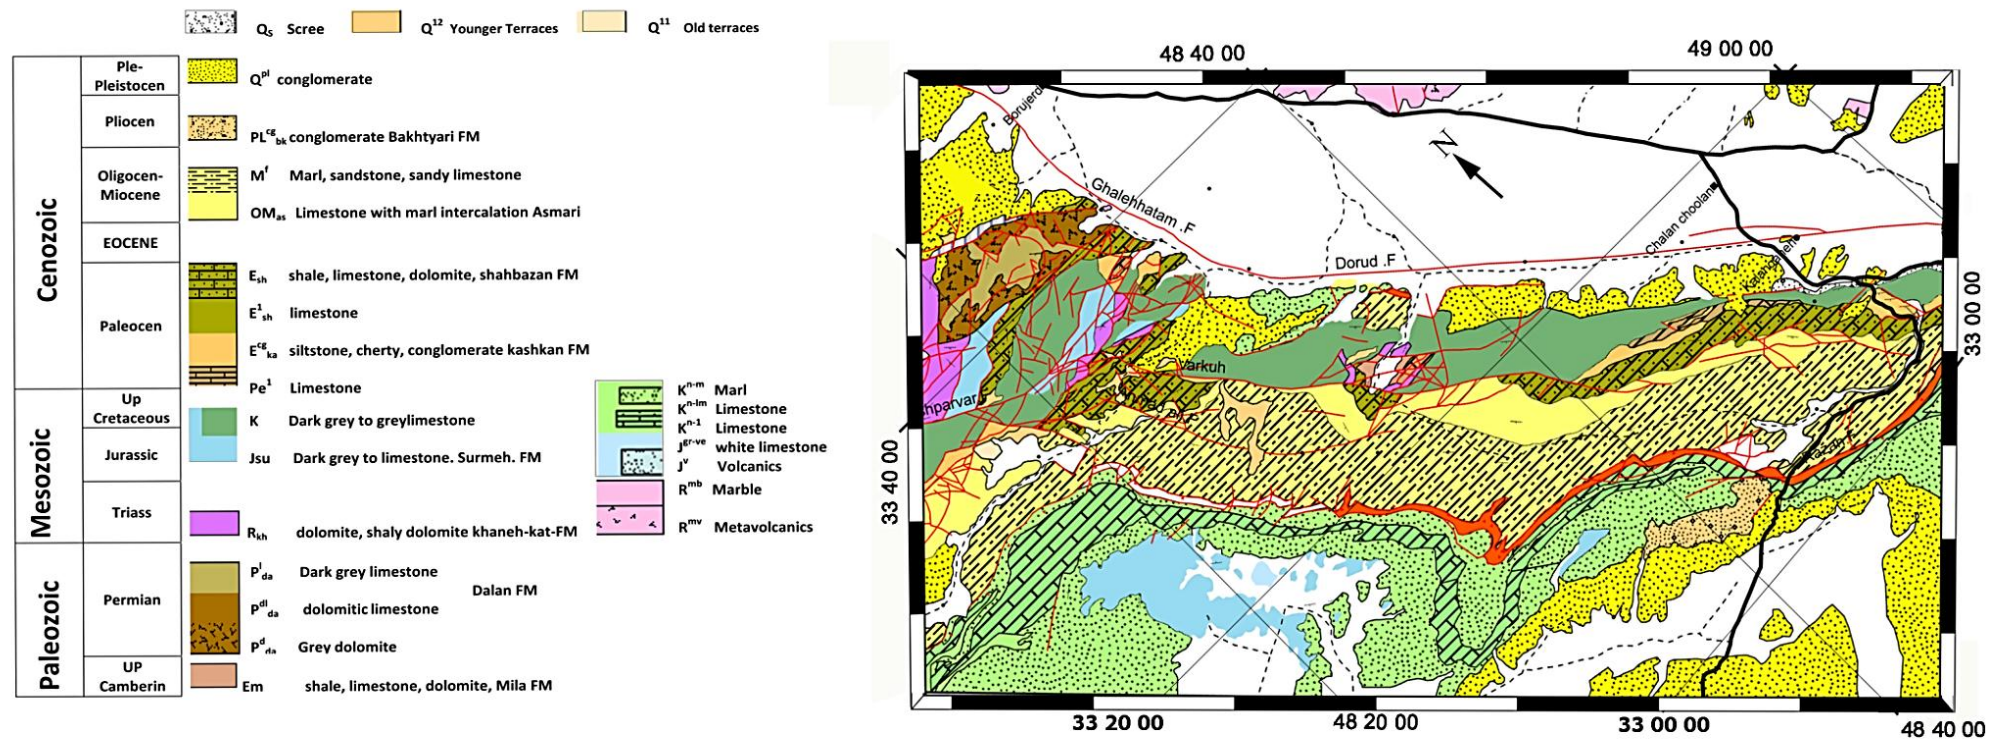 Qs Scree
Q12 Younger Terraces
Q11 Old terraces
Cenozoic
Mesozoic
Paleozoic
Ple-
Pleistocen
Pliocen
Oligocen-
Miocene
EOCENE
Paleocen
Up
Cretaceous
Jurassic
Triass
Permian
UP
Camberin
Qpl conglomerate
PLcgbk conglomerate Bakhtyari FM
Mf Marl, sandstone, sandy limestone
OMas Limestone with marl intercalation Asmari
Esh shale, limestone, dolomite, shahbazan FM
E1sh limestone
Ecgka siltstone, cherty, conglomerate kashkan FM
Pe1 Limestone
K Dark grey to greylimestone
Jsu Dark grey to limestone. Surmeh. FM
Rkh dolomite, shaly dolomite khaneh-kat-FM
Plda Dark grey limestone
Dalan FM
Pdlda dolomitic limestone
Pdda Grey dolomite
Em shale, limestone, dolomite, Mila FM
Kn-m Marl
Kn-lm Limestone
Kn-1 Limestone
Jgr-ve white limestone
Jv Volcanics
Rmb Marble
Rmv Metavolcanics
48 40 00
49 00 00
Borujerd
N
Ghalehhatam .F
Chalan choolan
Dorud .F
33 00 00
Varkuh
33 40 00
33 20 00
48 20 00
33 00 00
48 40 00